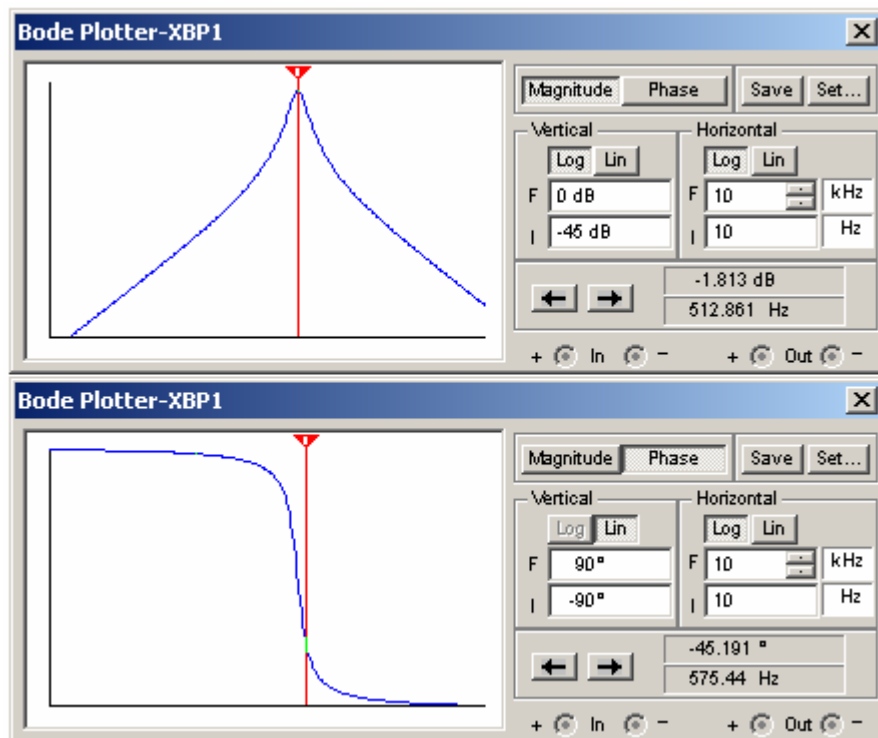 Bode Plotter-XBP1
Magnitude Phase Save Set...
Vertical Horizontal
Log Lin Log Lin
F 0 dB F 10 kHz
I -45 dB I 10 Hz
-1.813 dB
512.861 Hz
+ In - + Out -
Bode Plotter-XBP1
Magnitude Phase Save Set...
Vertical Horizontal
Log Lin Log Lin
F 90° F 10 kHz
I -90° I 10 Hz
-45.191 °
575.44 Hz
+ In - + Out -